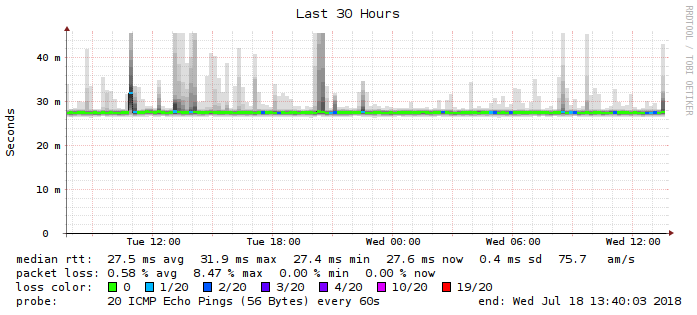 Last 30 Hours
RRDTOOL / TOBI OETIKER
Seconds
40 m
30 m
20 m
10 m
0
Tue 12:00 Tue 18:00 Wed 00:00 Wed 06:00 Wed 12:00
median rtt: 27.5 ms avg 31.9 ms max 27.4 ms min 27.6 ms now 0.4 ms sd 75.7 am/s
packet loss: 0.58 % avg 8.47 % max 0.00 % min 0.00 % now
loss color: 0 1/20 2/20 3/20 4/20 10/20 19/20
probe: 20 ICMP Echo Pings (56 Bytes) every 60s end: Wed Jul 18 13:40:03 2018